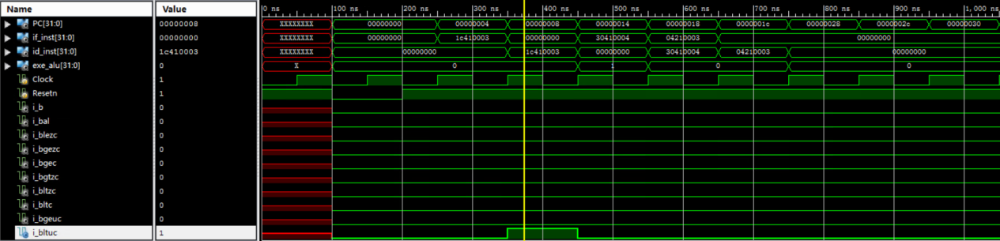 Name Value 0 ns 100 ns 200 ns 300 ns 400 ns 500 ns 600 ns 700 ns 800 ns 900 ns 1,000 ns
PC[31:0] 00000008 XXXXXXXX 00000000 00000004 00000008 00000014 00000018 0000001c 00000028 0000002c 00000030
if_inst[31:0] 00000000 XXXXXXXX 00000000 1c410003 00000000 30410004 04210003 00000000
id_inst[31:0] 1c410003 XXXXXXXX 00000000 1c410003 00000000 30410004 04210003 00000000
exe_alu[31:0] 0 X 0 1 0 0
Clock 1
Resetn 1
i_b 0
i_bal 0
i_blezc 0
i_bgezc 0
i_bgec 0
i_bgtzc 0
i_bltzc 0
i_bltc 0
i_bgeuc 0
i_bltuc 1